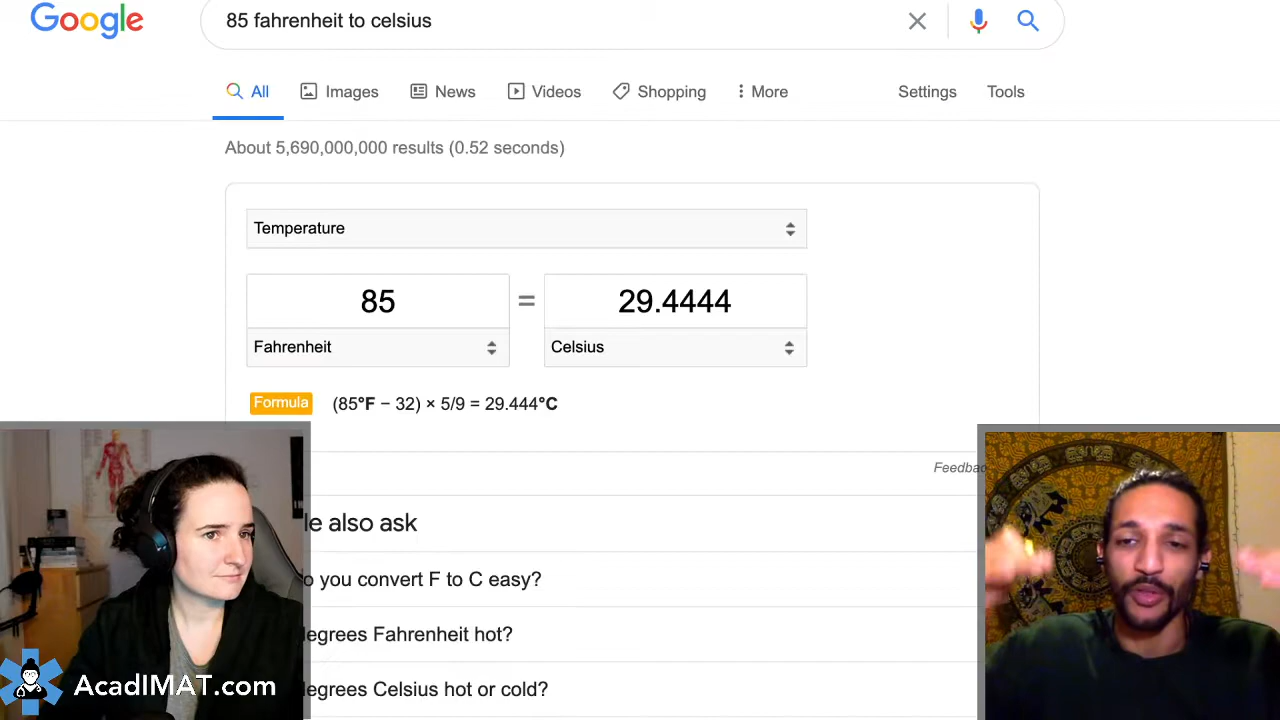 Google
85 fahrenheit to celsius
All Images News Videos Shopping More Settings Tools
About 5,690,000,000 results (0.52 seconds)
Temperature
85 = 29.4444
Fahrenheit Celsius
Formula (85°F − 32) × 5/9 = 29.444°C
Feedbac
le also ask
o you convert F to C easy?
egrees Fahrenheit hot?
egrees Celsius hot or cold?
AcadIMAT.com